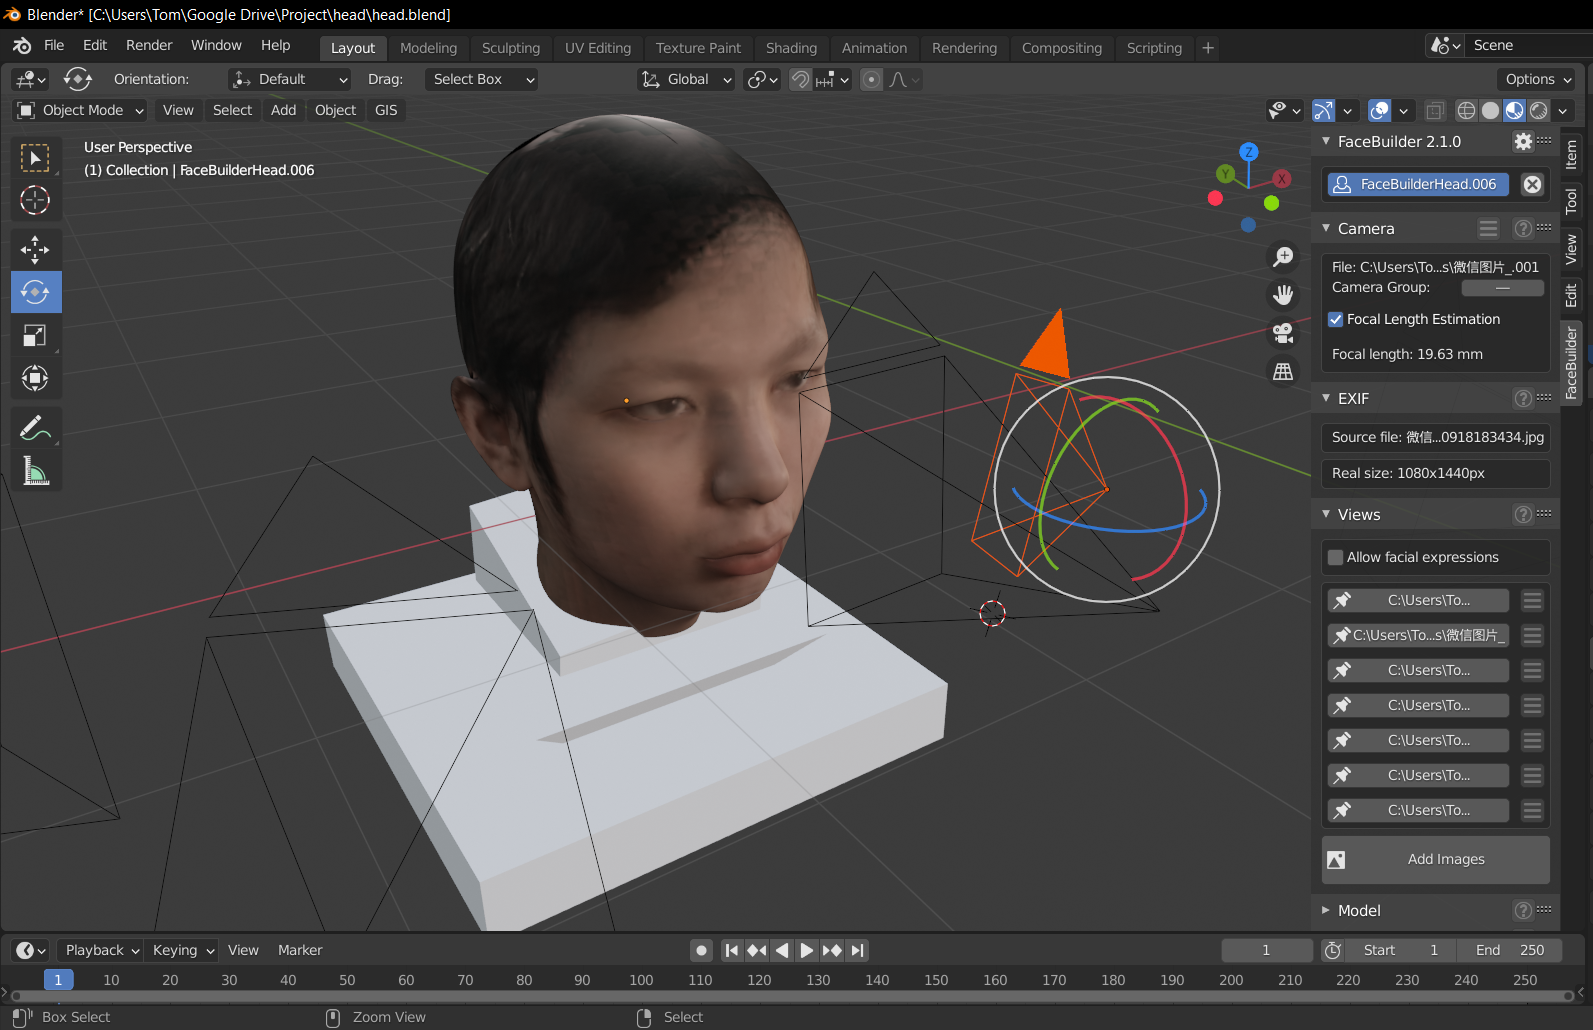 Blender* [C:\Users\Tom\Google Drive\Project\head\head.blend]
File Edit Render Window Help Layout Modeling Sculpting UV Editing Texture Paint Shading Animation Rendering Compositing Scripting + Scene
Orientation: Default Drag: Select Box Global Options
Object Mode View Select Add Object GIS
User Perspective
(1) Collection | FaceBuilderHead.006
Z
Y
X
FaceBuilder 2.1.0
FaceBuilderHead.006
Camera
File: C:\Users\To...s\微信图片_.001
Camera Group: —
Focal Length Estimation
Focal length: 19.63 mm
EXIF
Source file: 微信...0918183434.jpg
Real size: 1080x1440px
Views
Allow facial expressions
C:\Users\To...
C:\Users\To...s\微信图片_
C:\Users\To...
C:\Users\To...
C:\Users\To...
C:\Users\To...
C:\Users\To...
Add Images
Model
Item
Tool
View
Edit
FaceBuilder
Playback Keying View Marker 1 Start 1 End 250
1 10 20 30 40 50 60 70 80 90 100 110 120 130 140 150 160 170 180 190 200 210 220 230 240 250
Box Select Zoom View Select